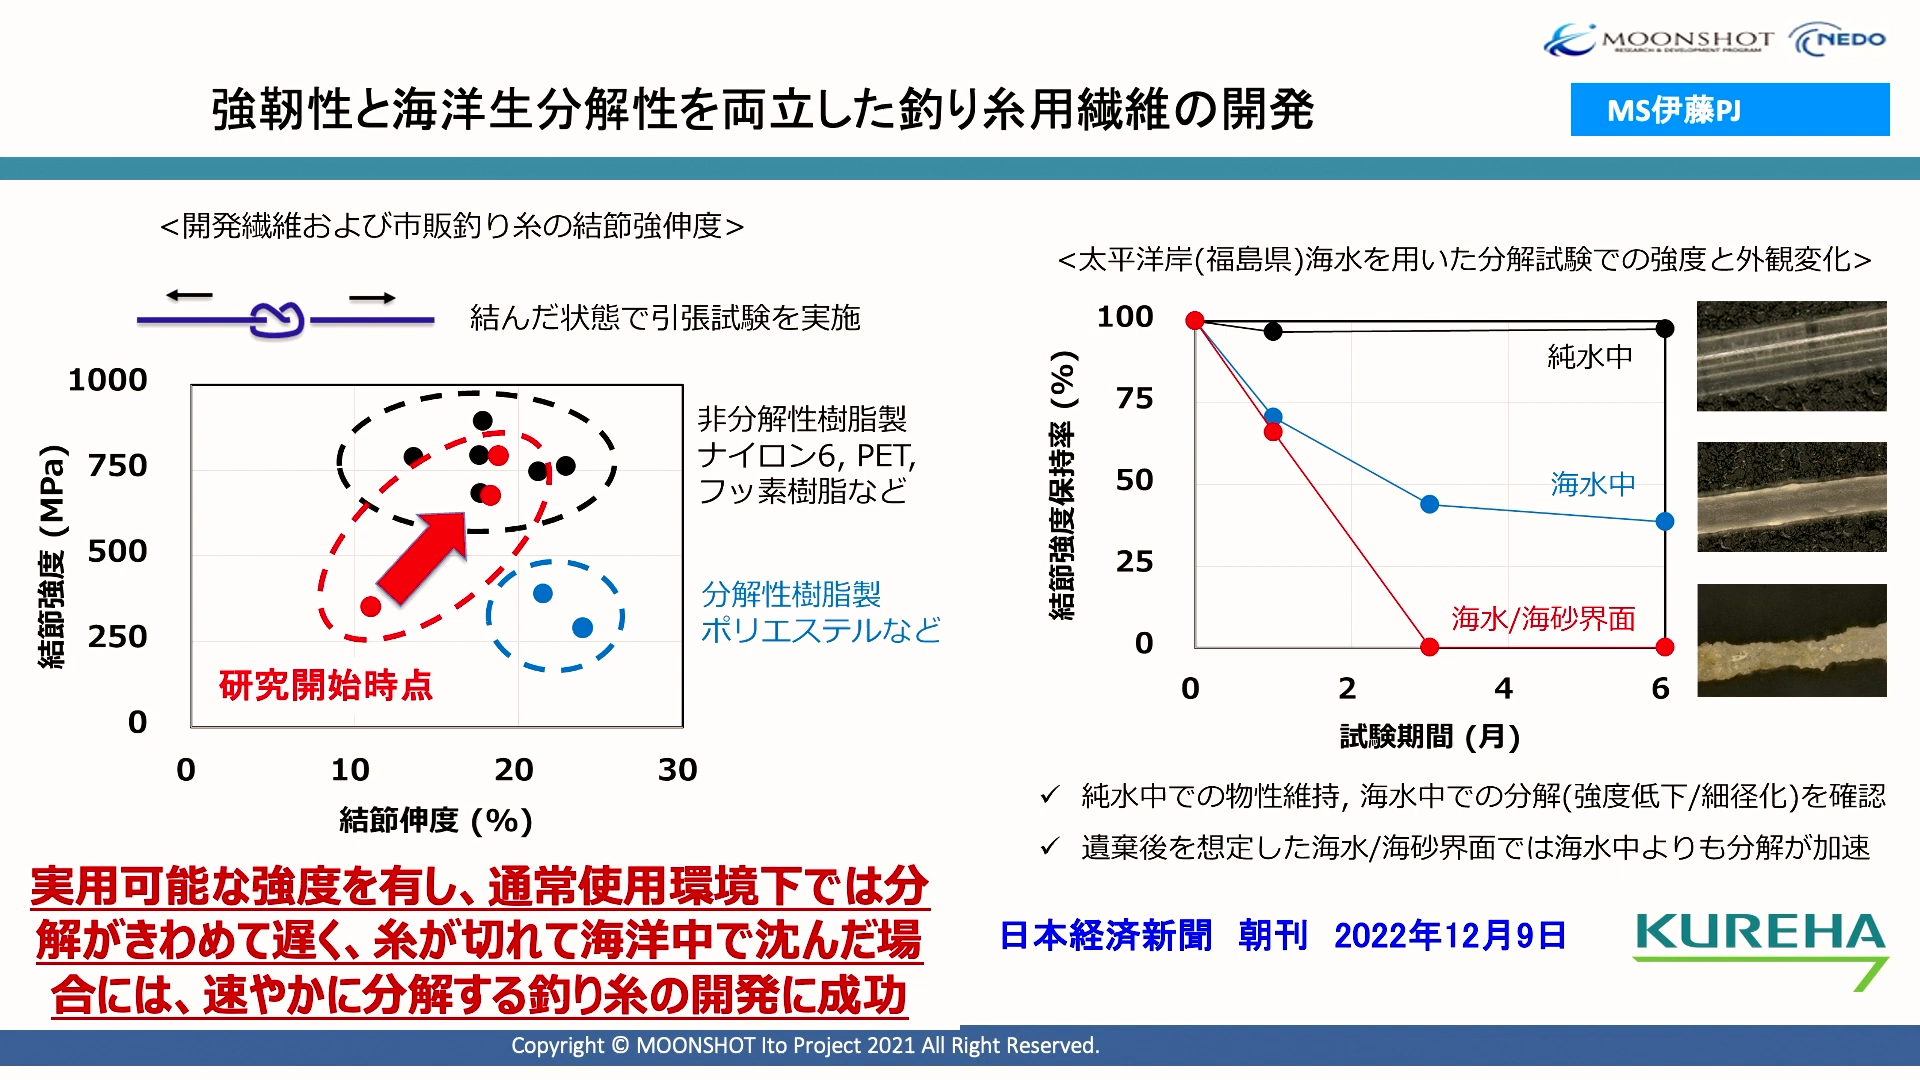 MOONSHOT
RESEARCH & DEVELOPMENT PROGRAM
NEDO
強靭性と海洋生分解性を両立した釣り糸用繊維の開発
MS伊藤PJ
<開発繊維および市販釣り糸の結節強伸度>
結んだ状態で引張試験を実施
1000
750
500
250
0
結節強度 (MPa)
0 10 20 30
結節伸度 (%)
非分解性樹脂製
ナイロン6, PET,
フッ素樹脂など
分解性樹脂製
ポリエステルなど
研究開始時点
<太平洋岸(福島県)海水を用いた分解試験での強度と外観変化>
100
75
50
25
0
結節強度保持率 (%)
0 2 4 6
試験期間 (月)
純水中
海水中
海水/海砂界面
✓ 純水中での物性維持, 海水中での分解(強度低下/細径化)を確認
✓ 遺棄後を想定した海水/海砂界面では海水中よりも分解が加速
実用可能な強度を有し、通常使用環境下では分
解がきわめて遅く、糸が切れて海洋中で沈んだ場
合には、速やかに分解する釣り糸の開発に成功
日本経済新聞 朝刊 2022年12月9日
KUREHA
Copyright © MOONSHOT Ito Project 2021 All Right Reserved.